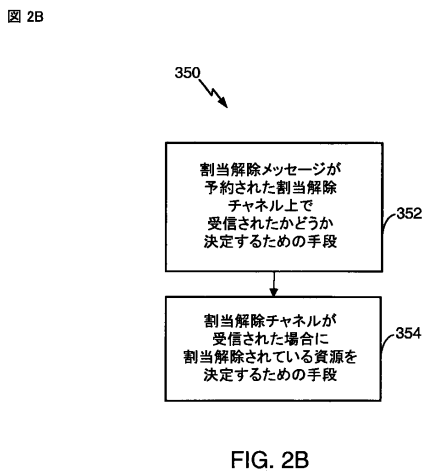 図 2B
350
割当解除メッセージが
予約された割当解除
チャネル上で
受信されたかどうか
決定するための手段
352
割当解除チャネルが
受信された場合に
割当解除されている資源を
決定するための手段
354
FIG. 2B